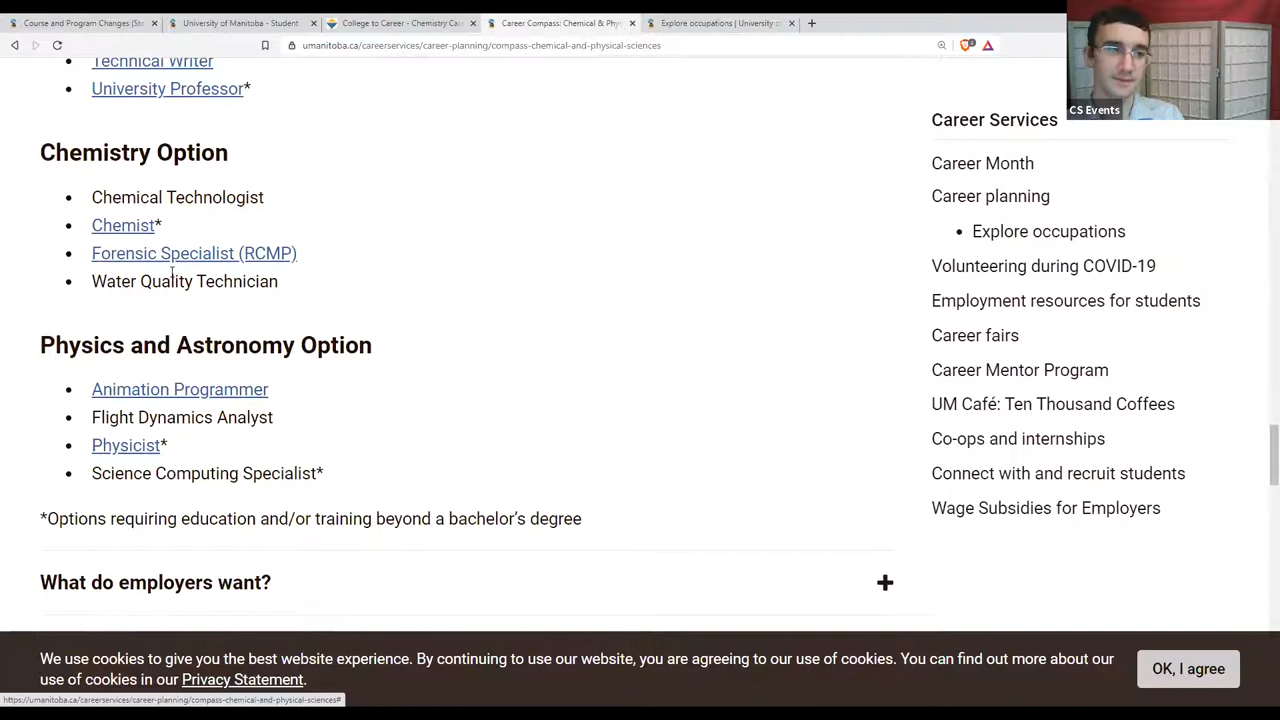 Course and Program Changes (St
University of Manitoba - Student
College to Career - Chemistry Car
Career Compass: Chemical & Phys
Explore occupations | University o
umanitoba.ca/careerservices/career-planning/compass-chemical-and-physical-sciences
CS Events
Technical Writer
University Professor*
Chemistry Option
Chemical Technologist
Chemist*
Forensic Specialist (RCMP)
Water Quality Technician
Physics and Astronomy Option
Animation Programmer
Flight Dynamics Analyst
Physicist*
Science Computing Specialist*
*Options requiring education and/or training beyond a bachelor's degree
What do employers want?
Career Services
Career Month
Career planning
Explore occupations
Volunteering during COVID-19
Employment resources for students
Career fairs
Career Mentor Program
UM Café: Ten Thousand Coffees
Co-ops and internships
Connect with and recruit students
Wage Subsidies for Employers
We use cookies to give you the best website experience. By continuing to use our website, you are agreeing to our use of cookies. You can find out more about our
use of cookies in our Privacy Statement.
OK, I agree
https://umanitoba.ca/careerservices/career-planning/compass-chemical-and-physical-sciences#